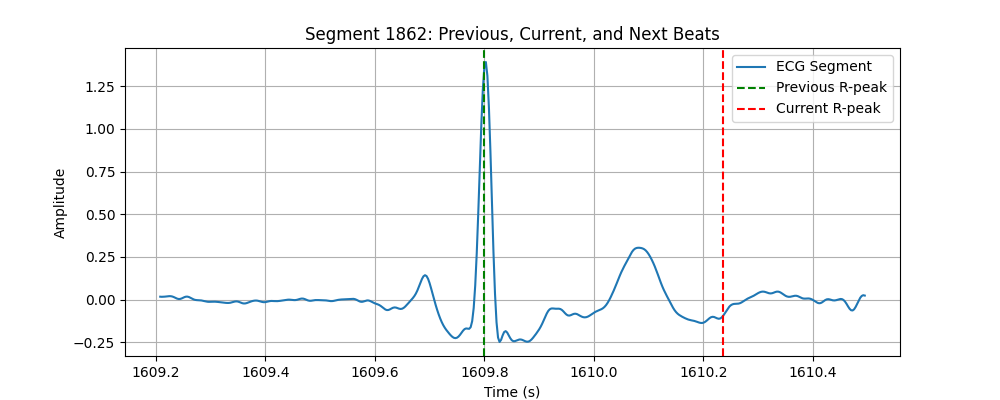 Segment 1862: Previous, Current, and Next Beats
ECG Segment
Previous R-peak
Current R-peak
Amplitude
1.25
1.00
0.75
0.50
0.25
0.00
−0.25
1609.2 1609.4 1609.6 1609.8 1610.0 1610.2 1610.4
Time (s)